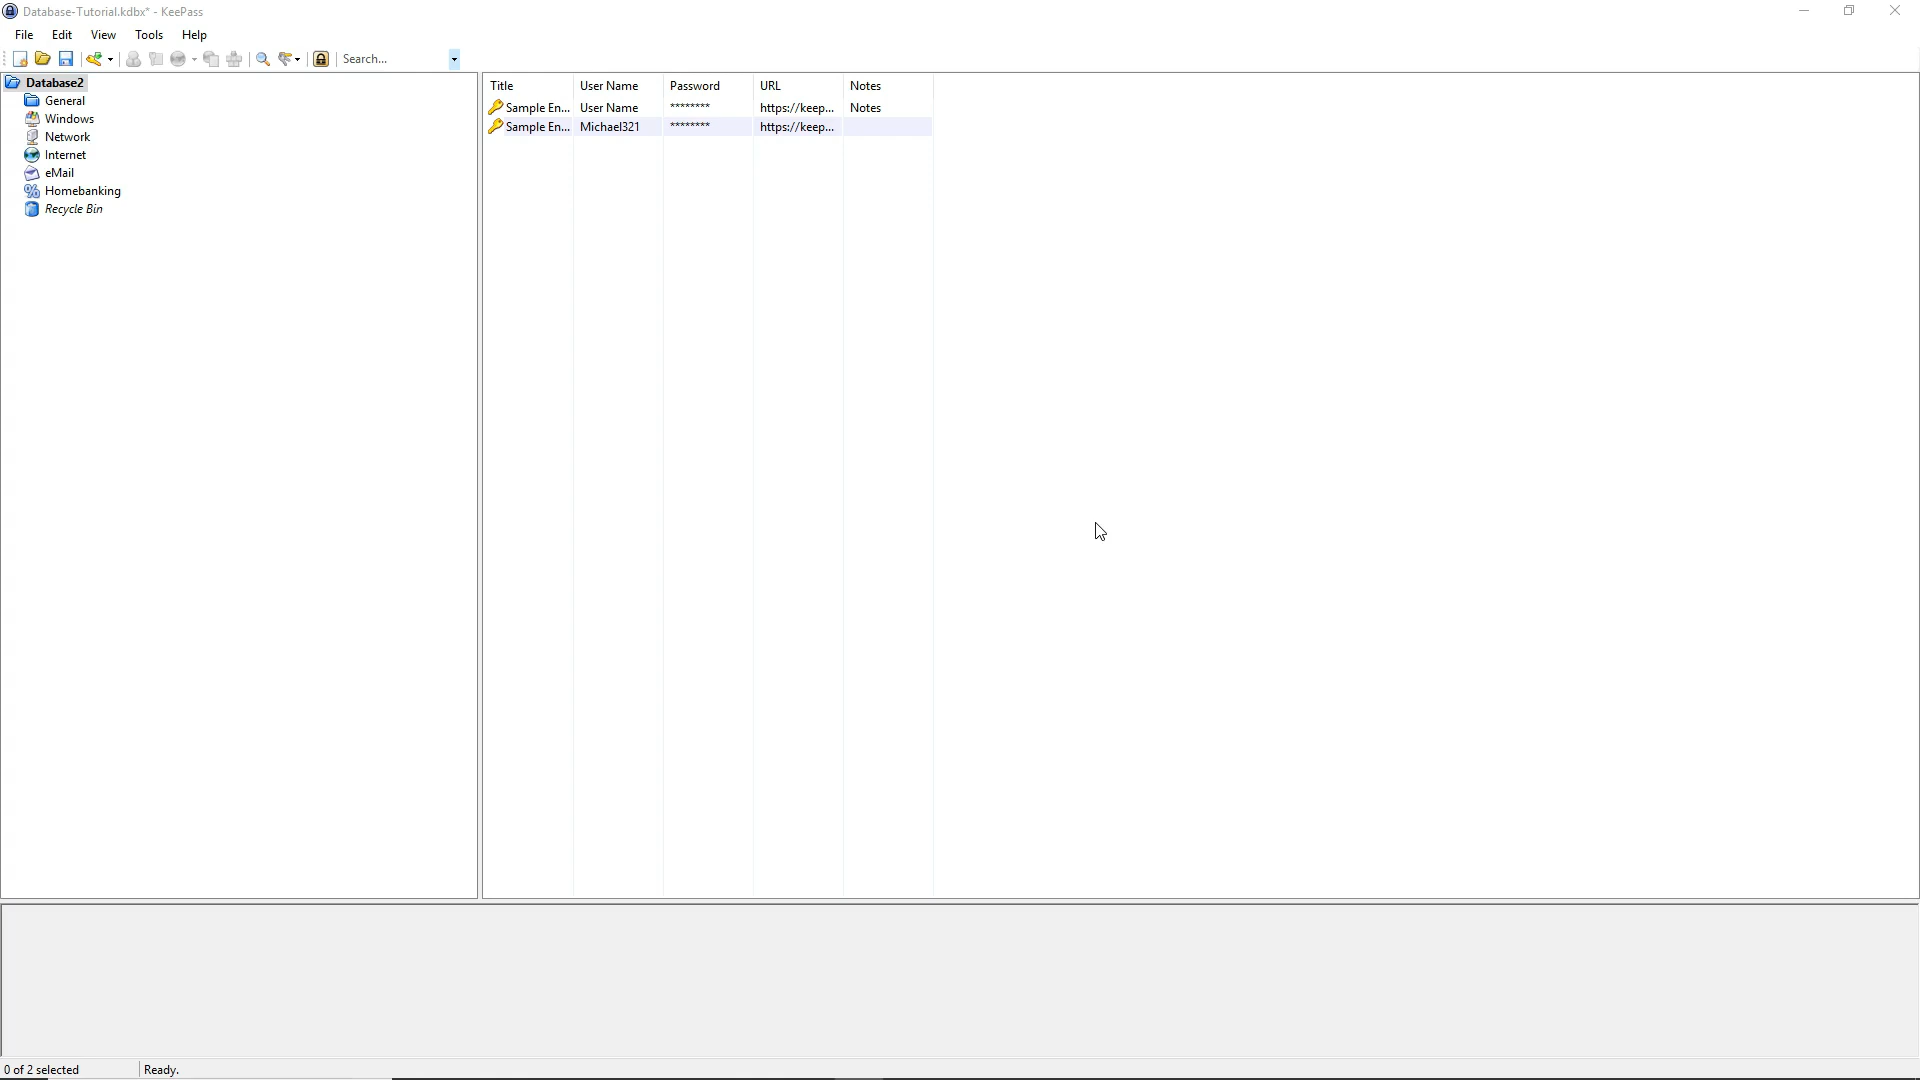 Database-Tutorial.kdbx* - KeePass
File Edit View Tools Help
Search...
Database2
General
Windows
Network
Internet
eMail
Homebanking
Recycle Bin
Title User Name Password URL Notes
Sample En... User Name ******** https://keep... Notes
Sample En... Michael321 ******** https://keep...
0 of 2 selected Ready.